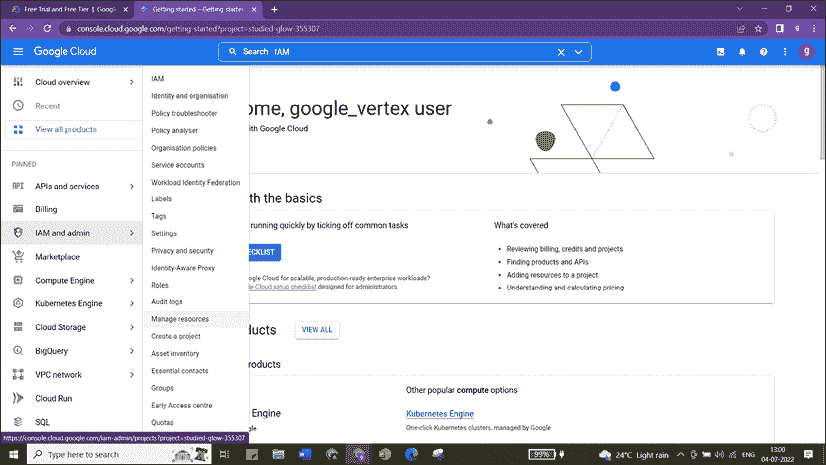 Free Trial and Free Tier | Google
Getting started – Getting starte
console.cloud.google.com/getting-started?project=studied-glow-355307
g
Google Cloud
Search IAM
g
Cloud overview
Recent
View all products
PINNED
APIs and services
Billing
IAM and admin
Marketplace
Compute Engine
Kubernetes Engine
Cloud Storage
BigQuery
VPC network
Cloud Run
SQL
IAM
Identity and organisation
Policy troubleshooter
Policy analyser
Organisation policies
Service accounts
Workload Identity Federation
Labels
Tags
Settings
Privacy and security
Identity-Aware Proxy
Roles
Audit logs
Manage resources
Create a project
Asset inventory
Essential contacts
Groups
Early Access centre
Quotas
ome, google_vertex user
ith Google Cloud
th the basics
running quickly by ticking off common tasks
ECKLIST
ogle Cloud for scalable, production-ready enterprise workloads?
le Cloud setup checklist designed for administrators.
What's covered
Reviewing billing, credits and projects
Finding products and APIs
Adding resources to a project
Understanding and calculating pricing
ducts
VIEW ALL
products
Engine
Other popular compute options
Kubernetes Engine
One-click Kubernetes clusters, managed by Google
M Engine
https://console.cloud.google.com/iam-admin/projects?project=studied-glow-355307
Type here to search
99%
24°C Light rain
ENG
13:00
04-07-2022